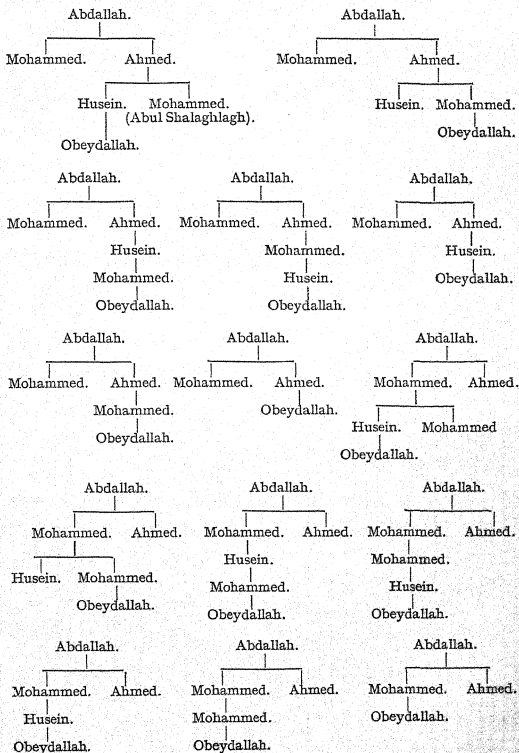 Abdallah. Abdallah.
Mohammed. Ahmed. Mohammed. Ahmed.
Husein. Mohammed. Husein. Mohammed.
(Abul Shalaghlagh). Obeydallah.
Obeydallah.
Abdallah. Abdallah. Abdallah.
Mohammed. Ahmed. Mohammed. Ahmed. Mohammed. Ahmed.
Husein. Mohammed. Husein.
Mohammed. Husein. Obeydallah.
Obeydallah. Obeydallah.
Abdallah. Abdallah. Abdallah.
Mohammed. Ahmed. Mohammed. Ahmed. Mohammed. Ahmed.
Mohammed. Obeydallah. Husein. Mohammed
Obeydallah. Obeydallah.
Abdallah. Abdallah. Abdallah.
Mohammed. Ahmed. Mohammed. Ahmed. Mohammed. Ahmed.
Husein. Mohammed. Husein. Mohammed.
Obeydallah. Mohammed. Husein.
Obeydallah. Obeydallah.
Abdallah. Abdallah. Abdallah.
Mohammed. Ahmed. Mohammed. Ahmed. Mohammed. Ahmed.
Husein. Mohammed. Obeydallah.
Obeydallah. Obeydallah.